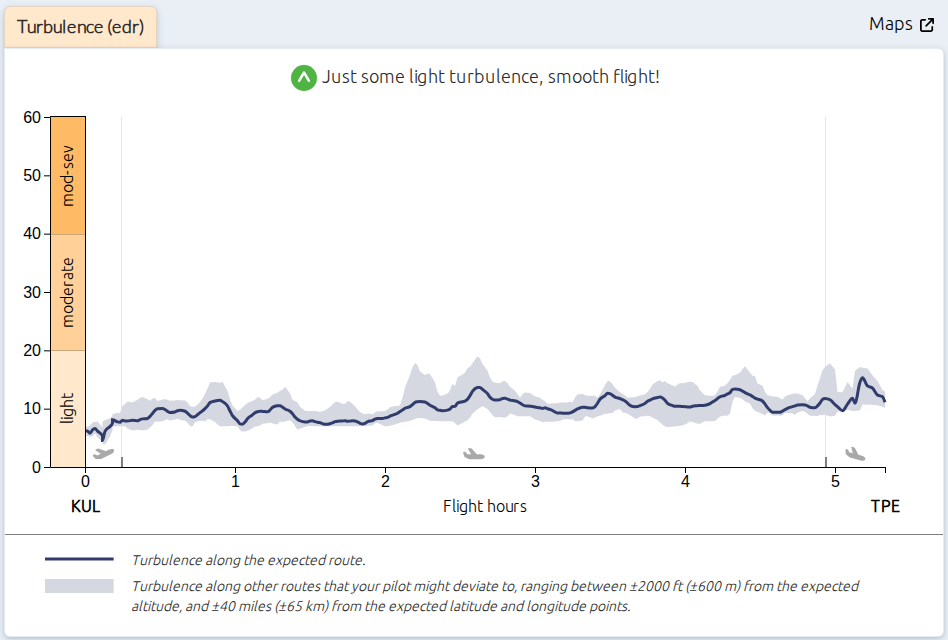 Turbulence (edr)
Maps
Just some light turbulence, smooth flight!
60
50
40
30
20
10
0
mod-sev
moderate
light
0 1 2 3 4 5
KUL Flight hours TPE
Turbulence along the expected route.
Turbulence along other routes that your pilot might deviate to, ranging between ±2000 ft (±600 m) from the expected
altitude, and ±40 miles (±65 km) from the expected latitude and longitude points.